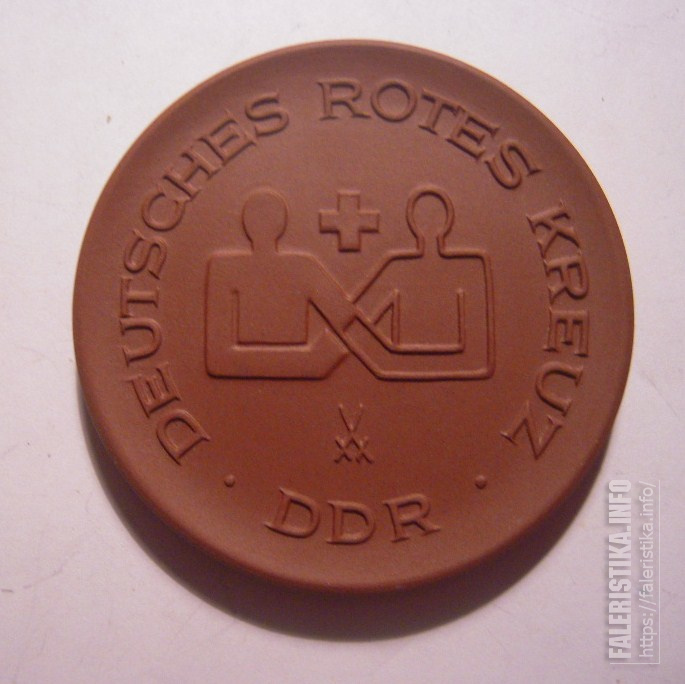 DEUTSCHES ROTES KREUZ
· DDR ·
FALERISTIKA.INFO
https://faleristika.info/